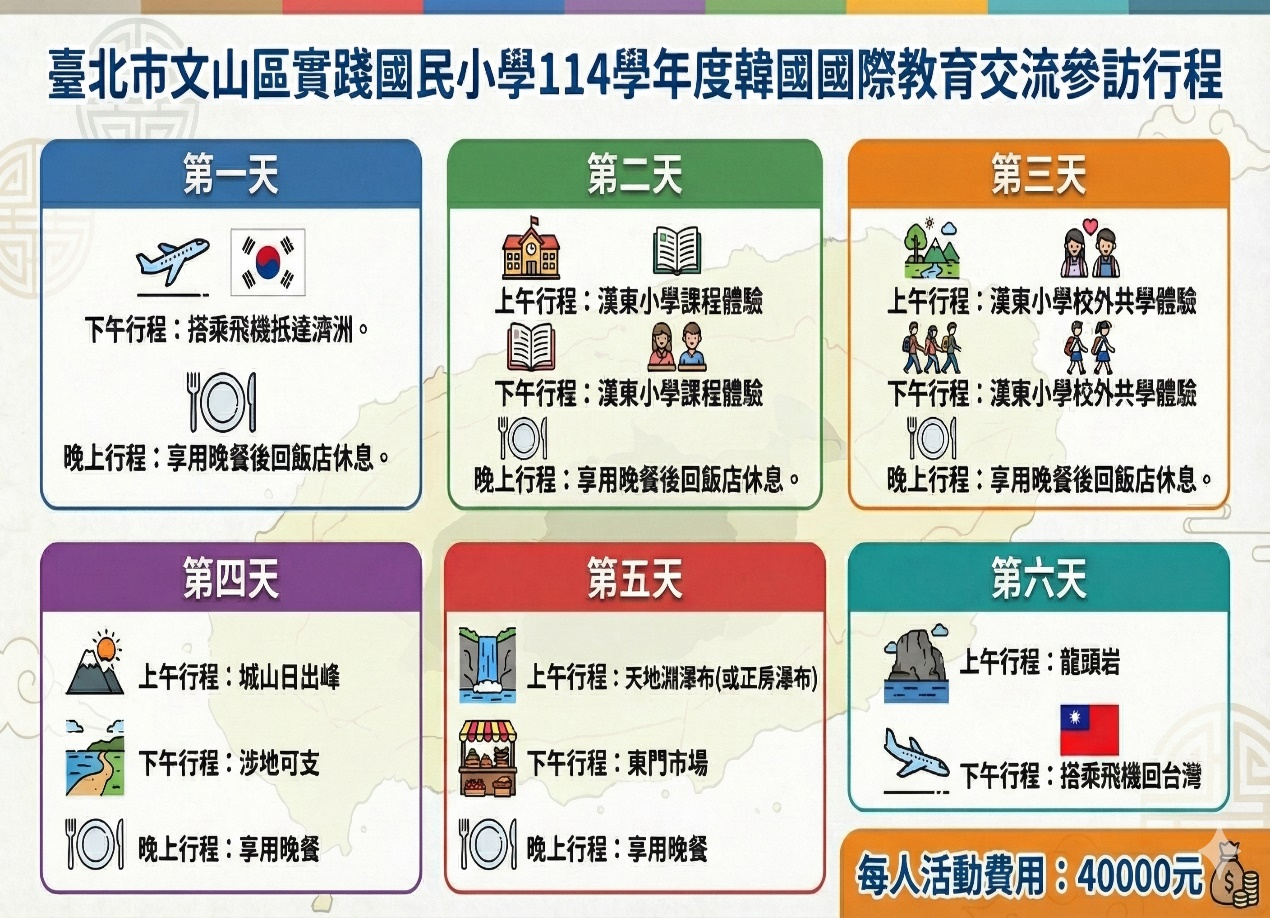 臺北市文山區實踐國民小學114學年度韓國國際教育交流參訪行程
第一天
下午行程：搭乘飛機抵達濟洲。
晚上行程：享用晚餐後回飯店休息。
第二天
上午行程：漢東小學課程體驗
下午行程：漢東小學課程體驗
晚上行程：享用晚餐後回飯店休息。
第三天
上午行程：漢東小學校外共學體驗
下午行程：漢東小學校外共學體驗
晚上行程：享用晚餐後回飯店休息。
第四天
上午行程：城山日出峰
下午行程：涉地可支
晚上行程：享用晚餐
第五天
上午行程：天地淵瀑布(或正房瀑布)
下午行程：東門市場
晚上行程：享用晚餐
第六天
上午行程：龍頭岩
下午行程：搭乘飛機回台灣
每人活動費用：40000元